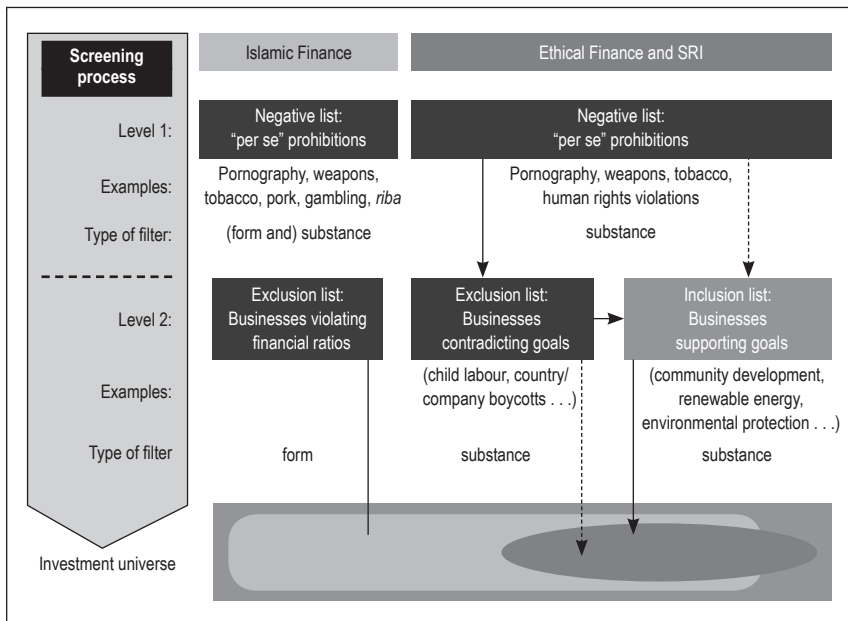 Screening
process
Islamic Finance
Ethical Finance and SRI
Level 1:
Negative list:
“per se” prohibitions
Negative list:
“per se” prohibitions
Examples:
Pornography, weapons,
tobacco, pork, gambling, riba
Pornography, weapons, tobacco,
human rights violations
Type of filter:
(form and) substance
substance
Level 2:
Exclusion list:
Businesses violating
financial ratios
Exclusion list:
Businesses
contradicting goals
Inclusion list:
Businesses
supporting goals
Examples:
(child labour, country/
company boycotts . . .)
(community development,
renewable energy,
environmental protection . . .)
Type of filter
form
substance
substance
Investment universe